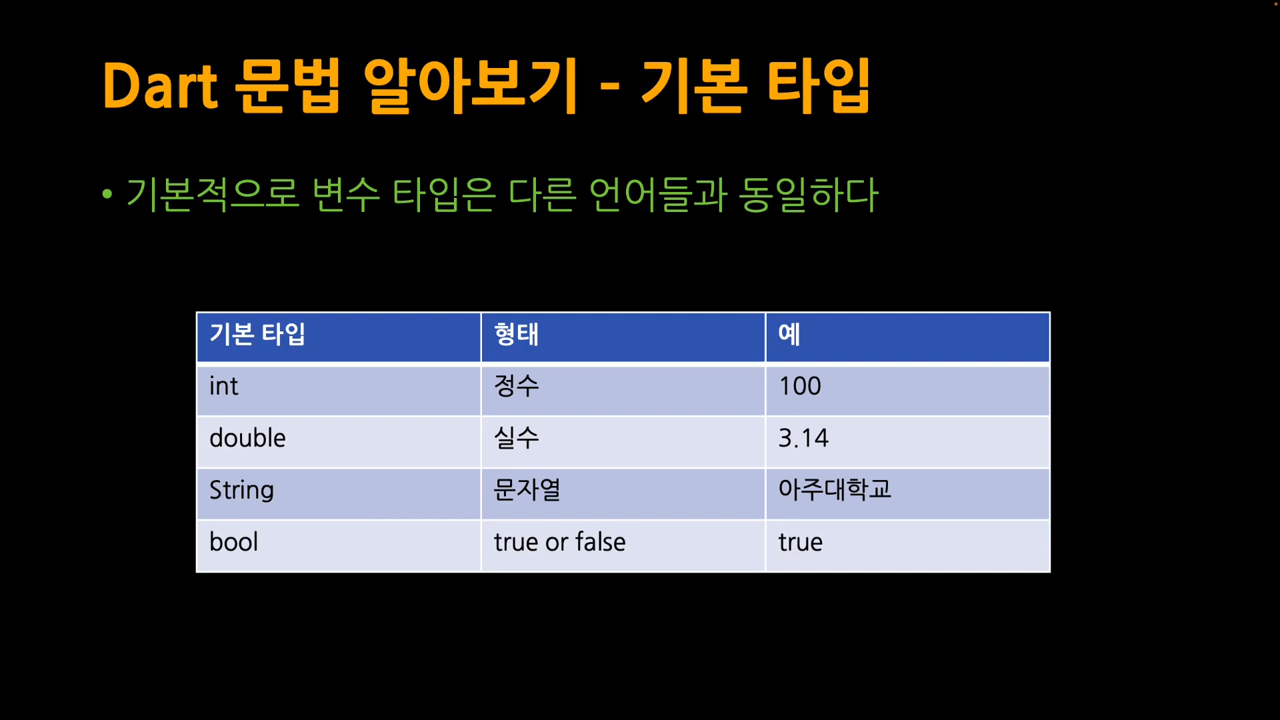 Dart 문법 알아보기 - 기본 타입
• 기본적으로 변수 타입은 다른 언어들과 동일하다
기본 타입 형태 예
int 정수 100
double 실수 3.14
String 문자열 아주대학교
bool true or false true